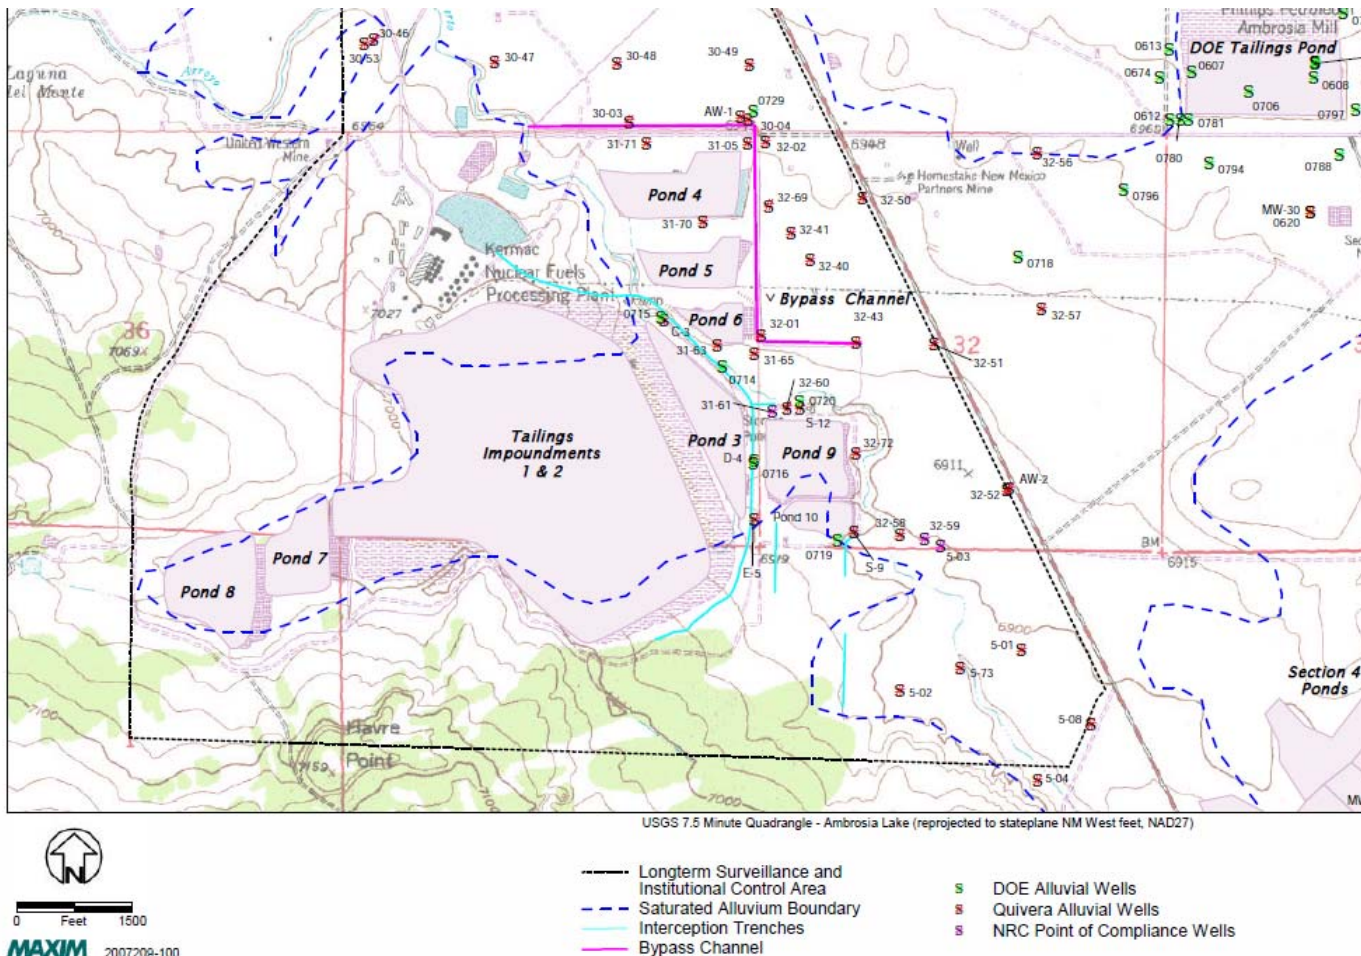 30-46
30-53
30-47
30-48
30-49
Ambrosia Mill
DOE Tailings Pond
0613
0674
0607
0608
0706
0797
0612
0781
6960
Laguna
del Monte
Arroyo
United Western
Mine
30-03
AW-1
0729
30-04
31-71
31-05
32-02
Well
32-56
0780
0794
0788
0796
Homestake New Mexico
Partners Mine
Pond 4
32-69
32-50
MW-30
0620
31-70
32-41
32-40
0718
7000
Kermac
Nuclear Fuels
Processing Plant
Pond 5
Bypass Channel
36
7027
0715
C-3
Pond 6
32-01
32-43
32-57
7069
31-63
31-65
32
32-51
0714
32-60
0720
31-61
S-12
7000
Tailings
Impoundments
1 & 2
Pond 3
D-4
0716
Pond 9
32-72
6911
AW-2
32-52
Pond 10
32-58
32-59
5-03
0719
S-9
E-5
BM
6915
Pond 7
Pond 8
6900
5-01
5-73
5-02
5-08
5-04
Section 4
Ponds
7100
Havre
Point
7100
7000
USGS 7.5 Minute Quadrangle - Ambrosia Lake (reprojected to stateplane NM West feet, NAD27)
N
0 Feet 1500
MAXIM 2007209-100
Longterm Surveillance and
Institutional Control Area
Saturated Alluvium Boundary
Interception Trenches
Bypass Channel
S DOE Alluvial Wells
S Quivera Alluvial Wells
S NRC Point of Compliance Wells